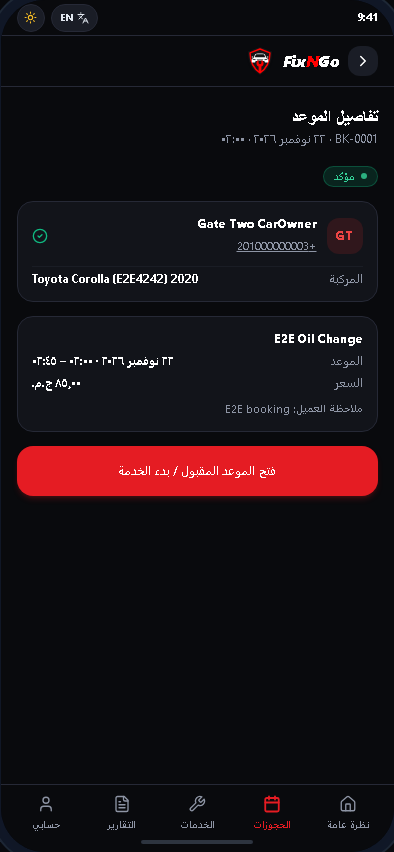 9:41
EN
FixNGo
تفاصيل الموعد
BK-0001 · ٢٢ نوفمبر ٢٠٢٦ · ٠٢:٠٠
مؤكد
GT
Gate Two CarOwner
+201000000003
المركبة
Toyota Corolla (E2E4242) 2020
E2E Oil Change
الموعد
٢٢ نوفمبر ٢٠٢٦ · ٠٢:٠٠ – ٠٢:٤٥
السعر
٨٥٫٠٠ ج.م.
ملاحظة العميل: E2E booking
فتح الموعد المقبول / بدء الخدمة
نظرة عامة
الحجوزات
الخدمات
التقارير
حسابي